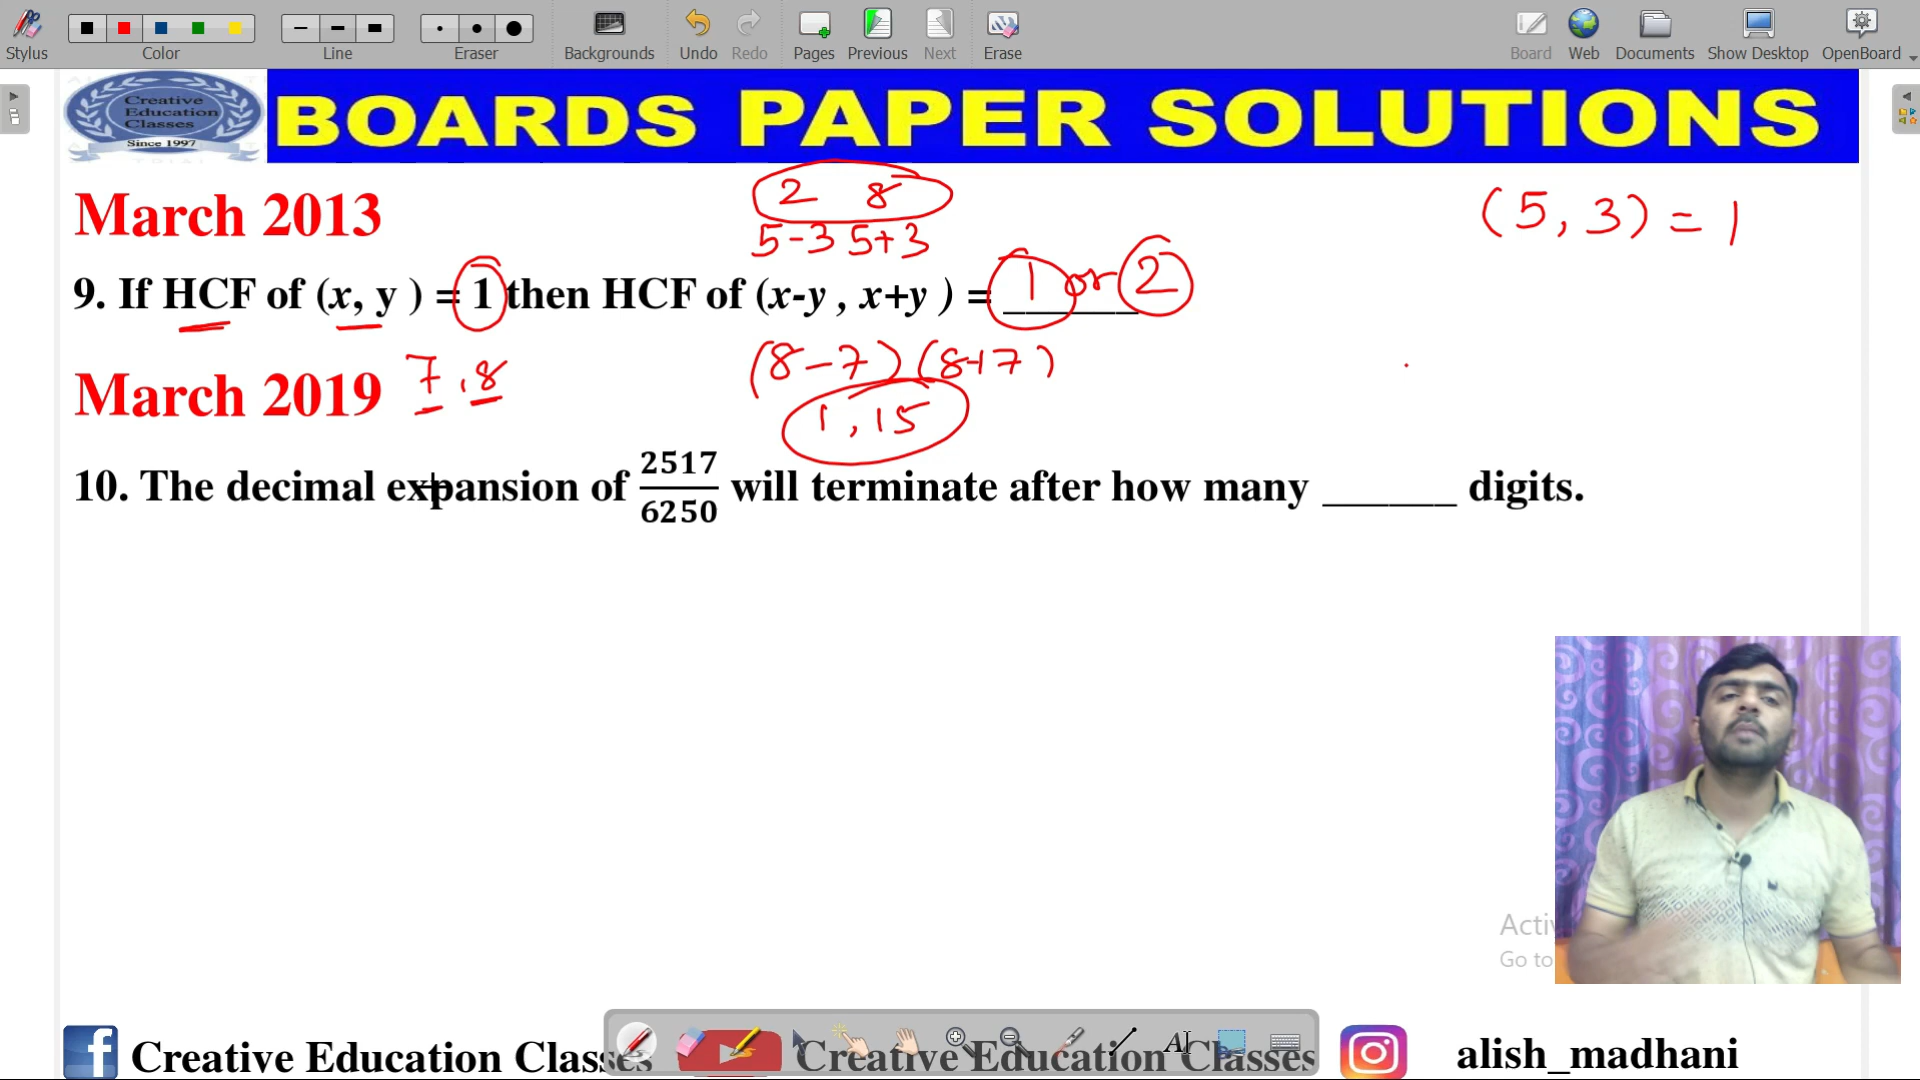 Stylus Color Line Eraser Backgrounds Undo Redo Pages Previous Next Erase Board Web Documents Show Desktop OpenBoard
Creative
Education
Classes
Since 1997
BOARDS PAPER SOLUTIONS
March 2013
2 8
5-3 5+3
(5, 3) = 1
9. If HCF of (x, y ) = 1 then HCF of (x-y , x+y ) = ______ 1 or 2
March 2019 7, 8
(8-7) (8+7)
1, 15
10. The decimal expansion of 2517/6250 will terminate after how many ______ digits.
Go to
Creative Education Classes
Creative Education Classes
alish_madhani